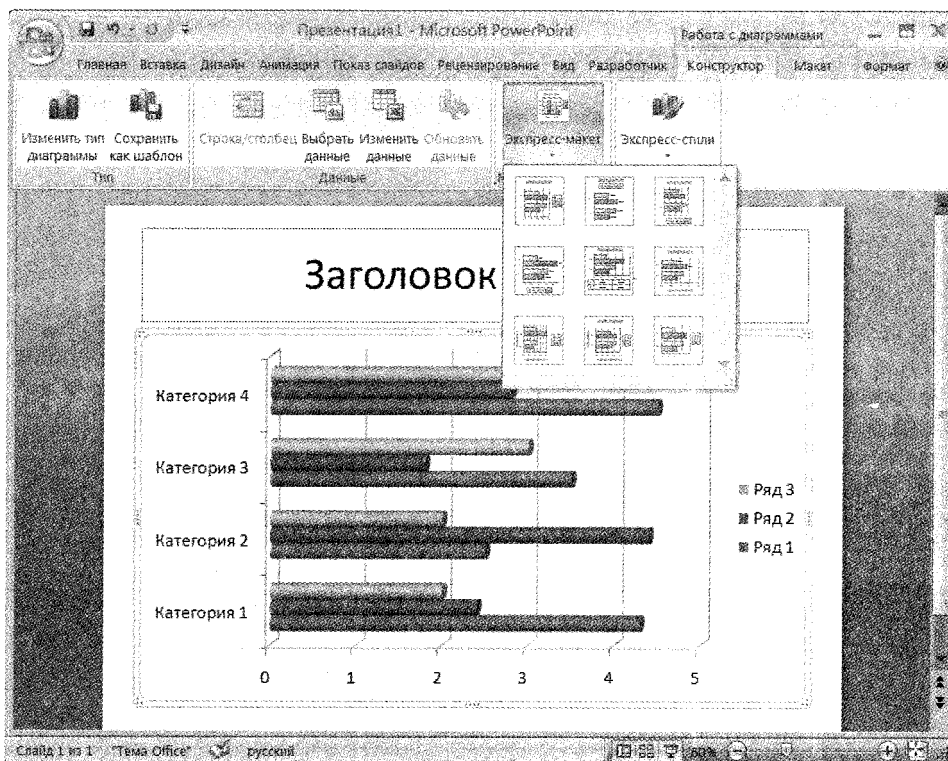 Презентация1 - Microsoft PowerPoint
Работа с диаграммами
Главная Вставка Дизайн Анимация Показ слайдов Рецензирование Вид Разработчик Конструктор Макет Формат
Изменить тип диаграммы
Сохранить как шаблон
Строка/столбец
Выбрать данные
Изменить данные
Обновить данные
Экспресс-макет
Экспресс-стили
Тип
Данные
Заголовок
Категория 4
Категория 3
Категория 2
Категория 1
Ряд 3
Ряд 2
Ряд 1
0 1 2 3 4 5
Слайд 1 из 1 "Тема Office" русский 60%